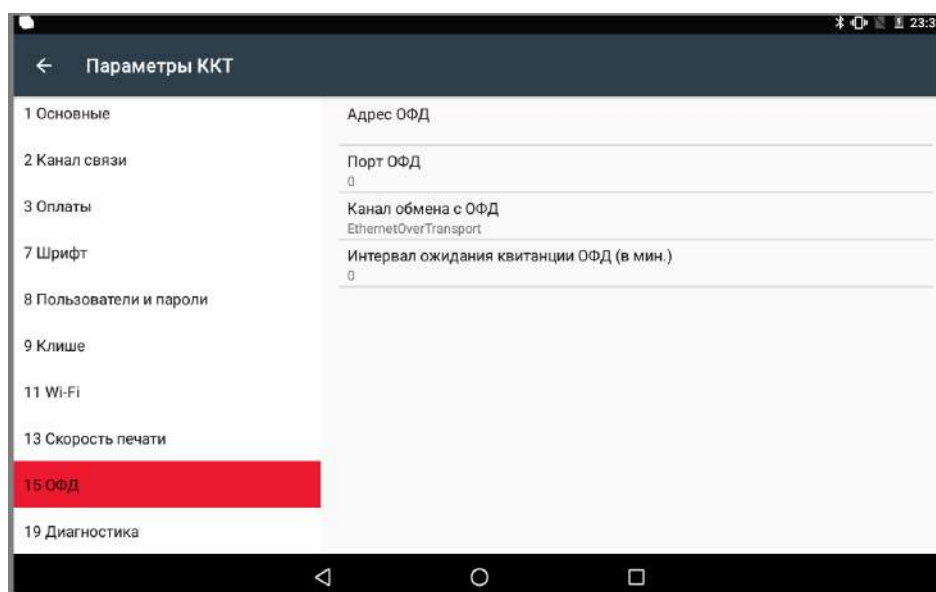 23:3
Параметры ККТ
1 Основные
2 Канал связи
3 Оплаты
7 Шрифт
8 Пользователи и пароли
9 Клише
11 Wi-Fi
13 Скорость печати
15 ОФД
19 Диагностика
Адрес ОФД
Порт ОФД
0
Канал обмена с ОФД
EthernetOverTransport
Интервал ожидания квитанции ОФД (в мин.)
0